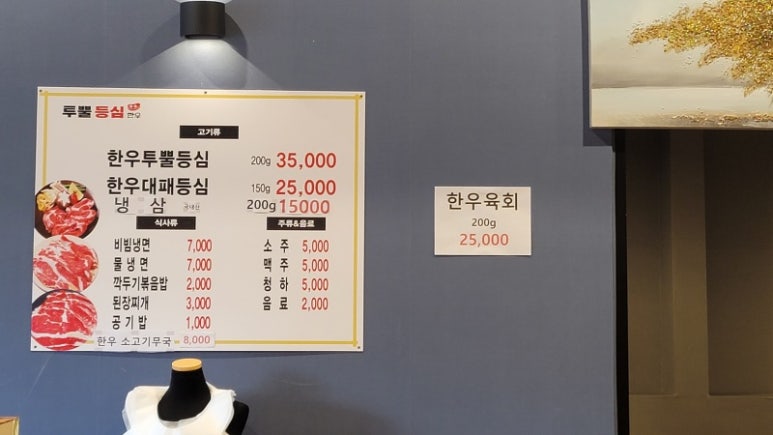 투뿔 등심 한우
고기류
한우투뿔등심 200g 35,000
한우대패등심 150g 25,000
냉 삼 국내산 200g 15000
식사류
비빔냉면 7,000
물냉면 7,000
깍두기볶음밥 2,000
된장찌개 3,000
공기밥 1,000
한우 소고기무국 8,000
주류&음료
소주 5,000
맥주 5,000
청하 5,000
음료 2,000
한우육회
200g
25,000